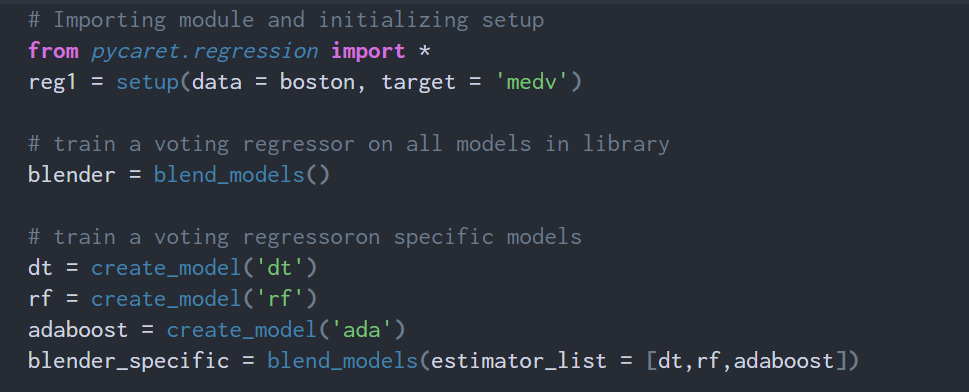 # Importing module and initializing setup
from pycaret.regression import *
reg1 = setup(data = boston, target = 'medv')
# train a voting regressor on all models in library
blender = blend_models()
# train a voting regressoron specific models
dt = create_model('dt')
rf = create_model('rf')
adaboost = create_model('ada')
blender_specific = blend_models(estimator_list = [dt,rf,adaboost])